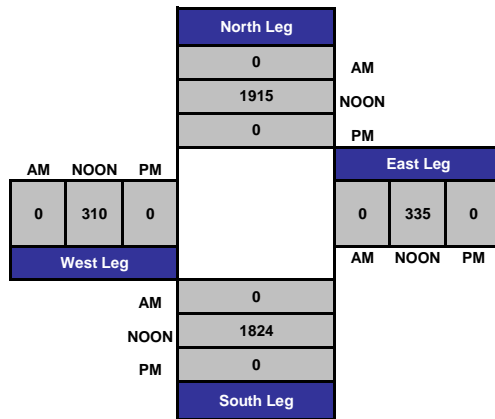 North Leg
0 AM
1915 NOON
0 PM
AM NOON PM East Leg
0 310 0 0 335 0
West Leg AM NOON PM
AM 0
NOON 1824
PM 0
South Leg